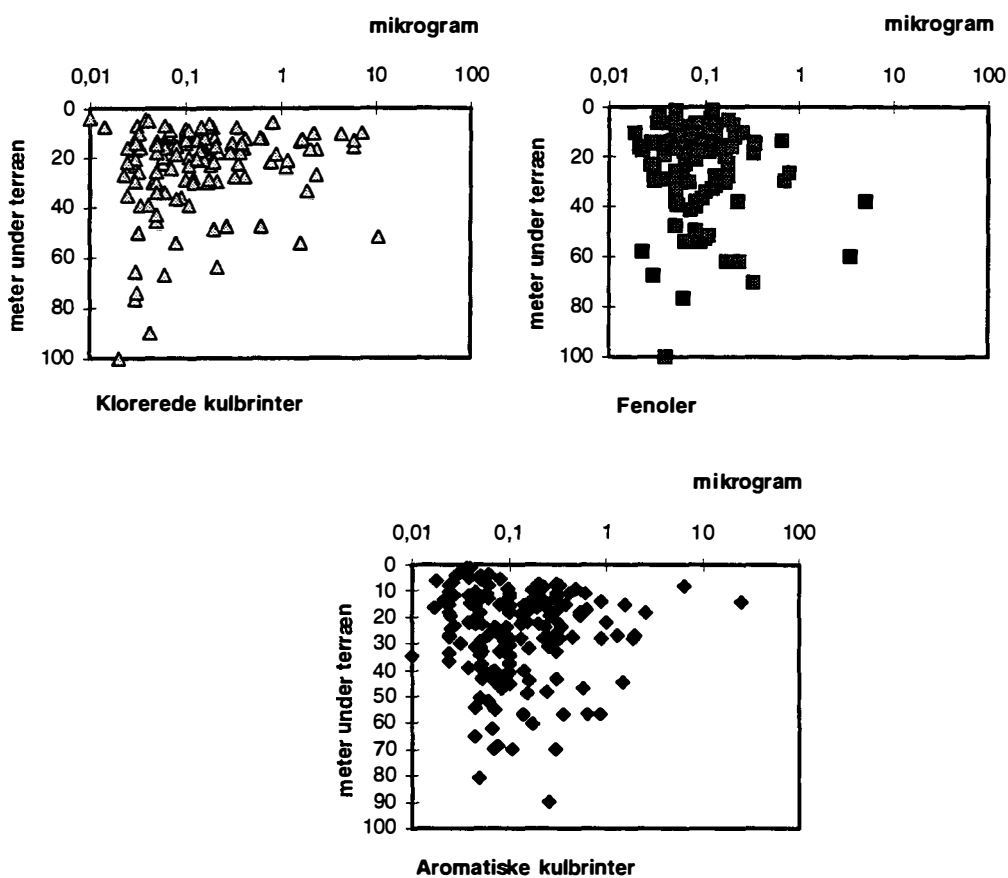 mikrogram
0,01 0,1 1 10 100
0
20
40
60
80
100
meter under terræn
Klorerede kulbrinter
mikrogram
0,01 0,1 1 10 100
0
20
40
60
80
100
meter under terræn
Fenoler
mikrogram
0,01 0,1 1 10 100
0
10
20
30
40
50
60
70
80
90
100
meter under terræn
Aromatiske kulbrinter